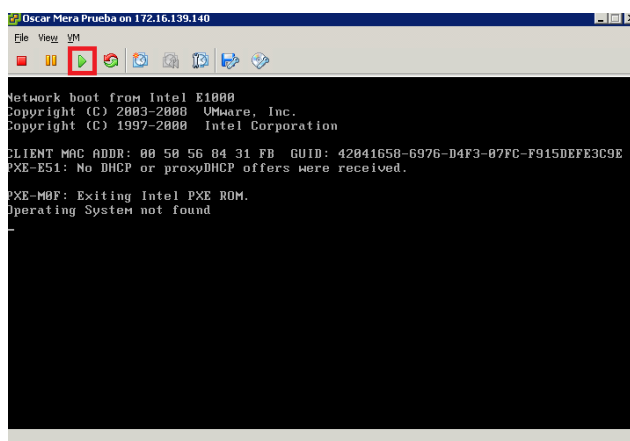 Oscar Mera Prueba on 172.16.139.140
File View VM
Network boot from Intel E1000
Copyright (C) 2003-2008 VMware, Inc.
Copyright (C) 1997-2000 Intel Corporation
CLIENT MAC ADDR: 00 50 56 84 31 FB GUID: 42041658-6976-D4F3-07FC-F915DEFE3C9E
PXE-E51: No DHCP or proxyDHCP offers were received.
PXE-M0F: Exiting Intel PXE ROM.
Operating System not found